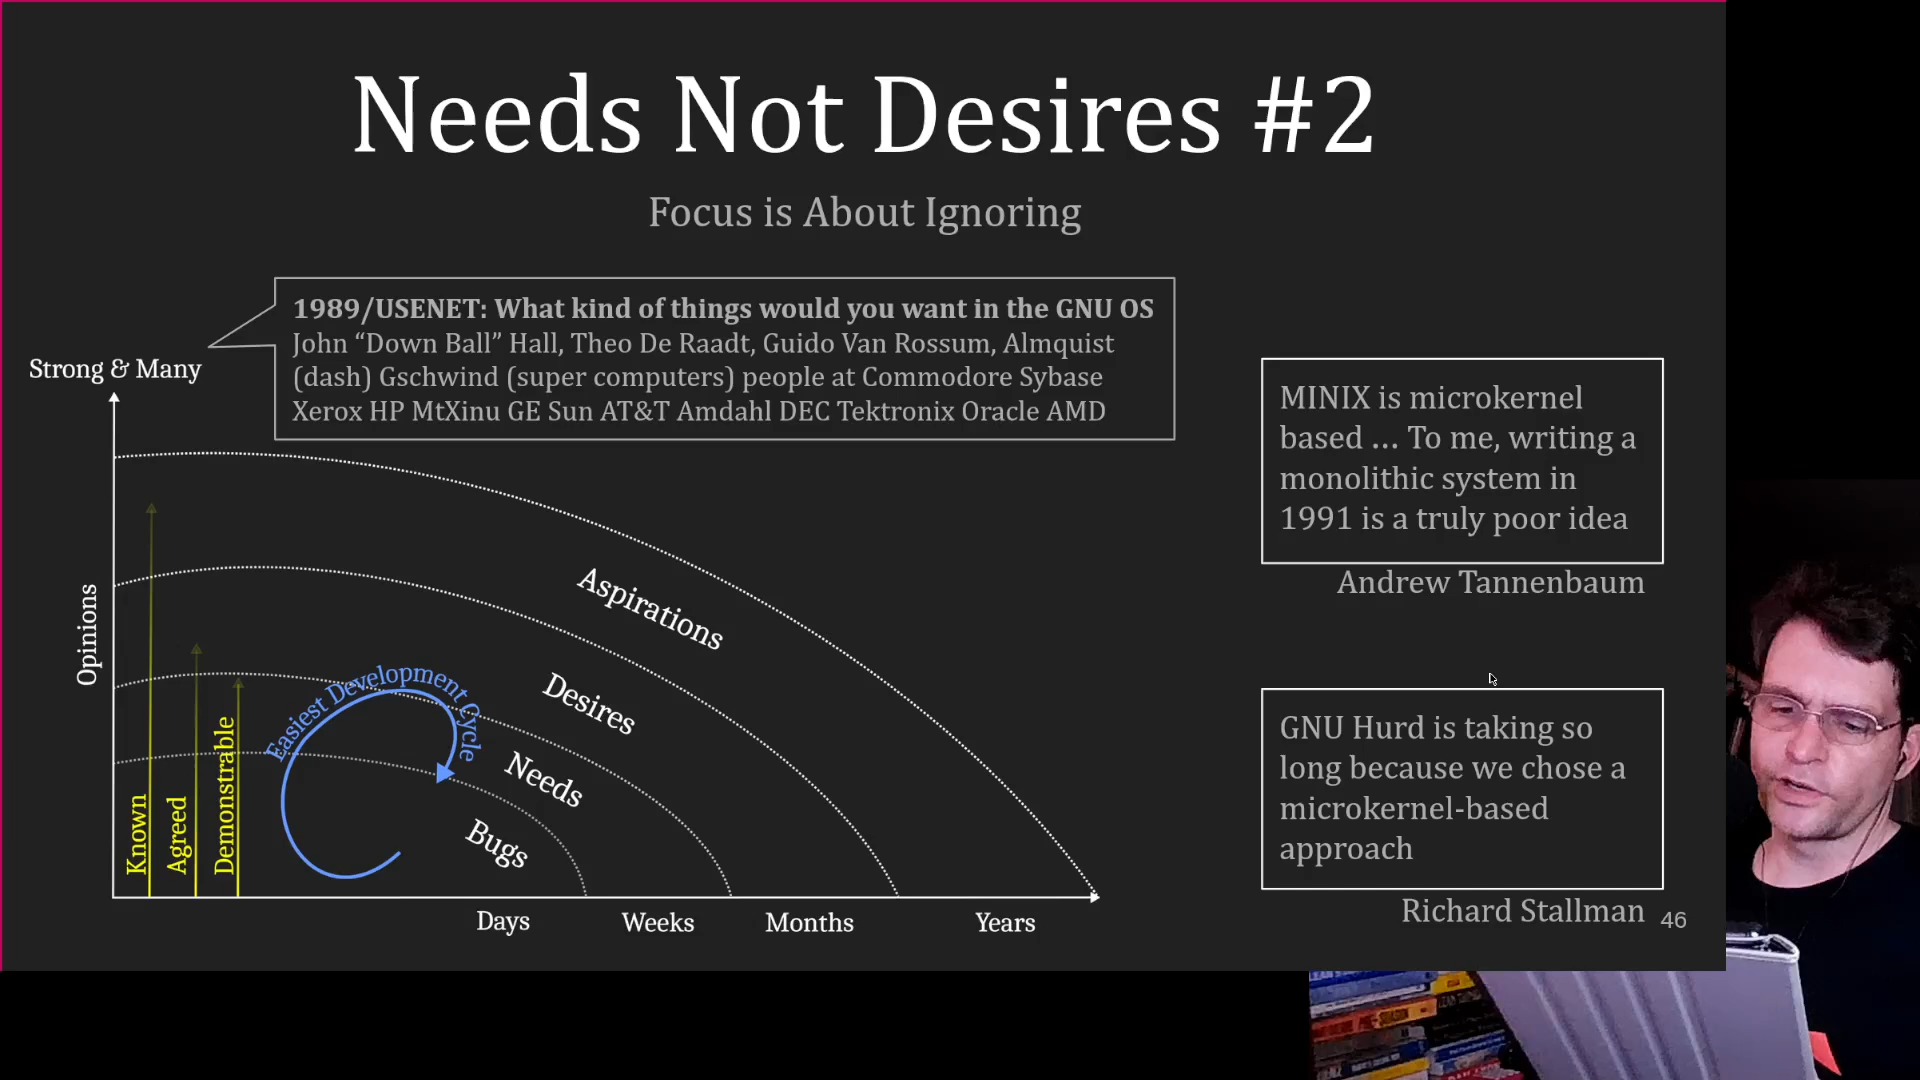 Needs Not Desires #2
Focus is About Ignoring
1989/USENET: What kind of things would you want in the GNU OS
John “Down Ball” Hall, Theo De Raadt, Guido Van Rossum, Almquist
(dash) Gschwind (super computers) people at Commodore Sybase
Xerox HP MtXinu GE Sun AT&T Amdahl DEC Tektronix Oracle AMD
Strong & Many
Opinions
Known
Agreed
Demonstrable
Easiest Development Cycle
Aspirations
Desires
Needs
Bugs
Days
Weeks
Months
Years
MINIX is microkernel
based ... To me, writing a
monolithic system in
1991 is a truly poor idea
Andrew Tannenbaum
GNU Hurd is taking so
long because we chose a
microkernel-based
approach
Richard Stallman
46